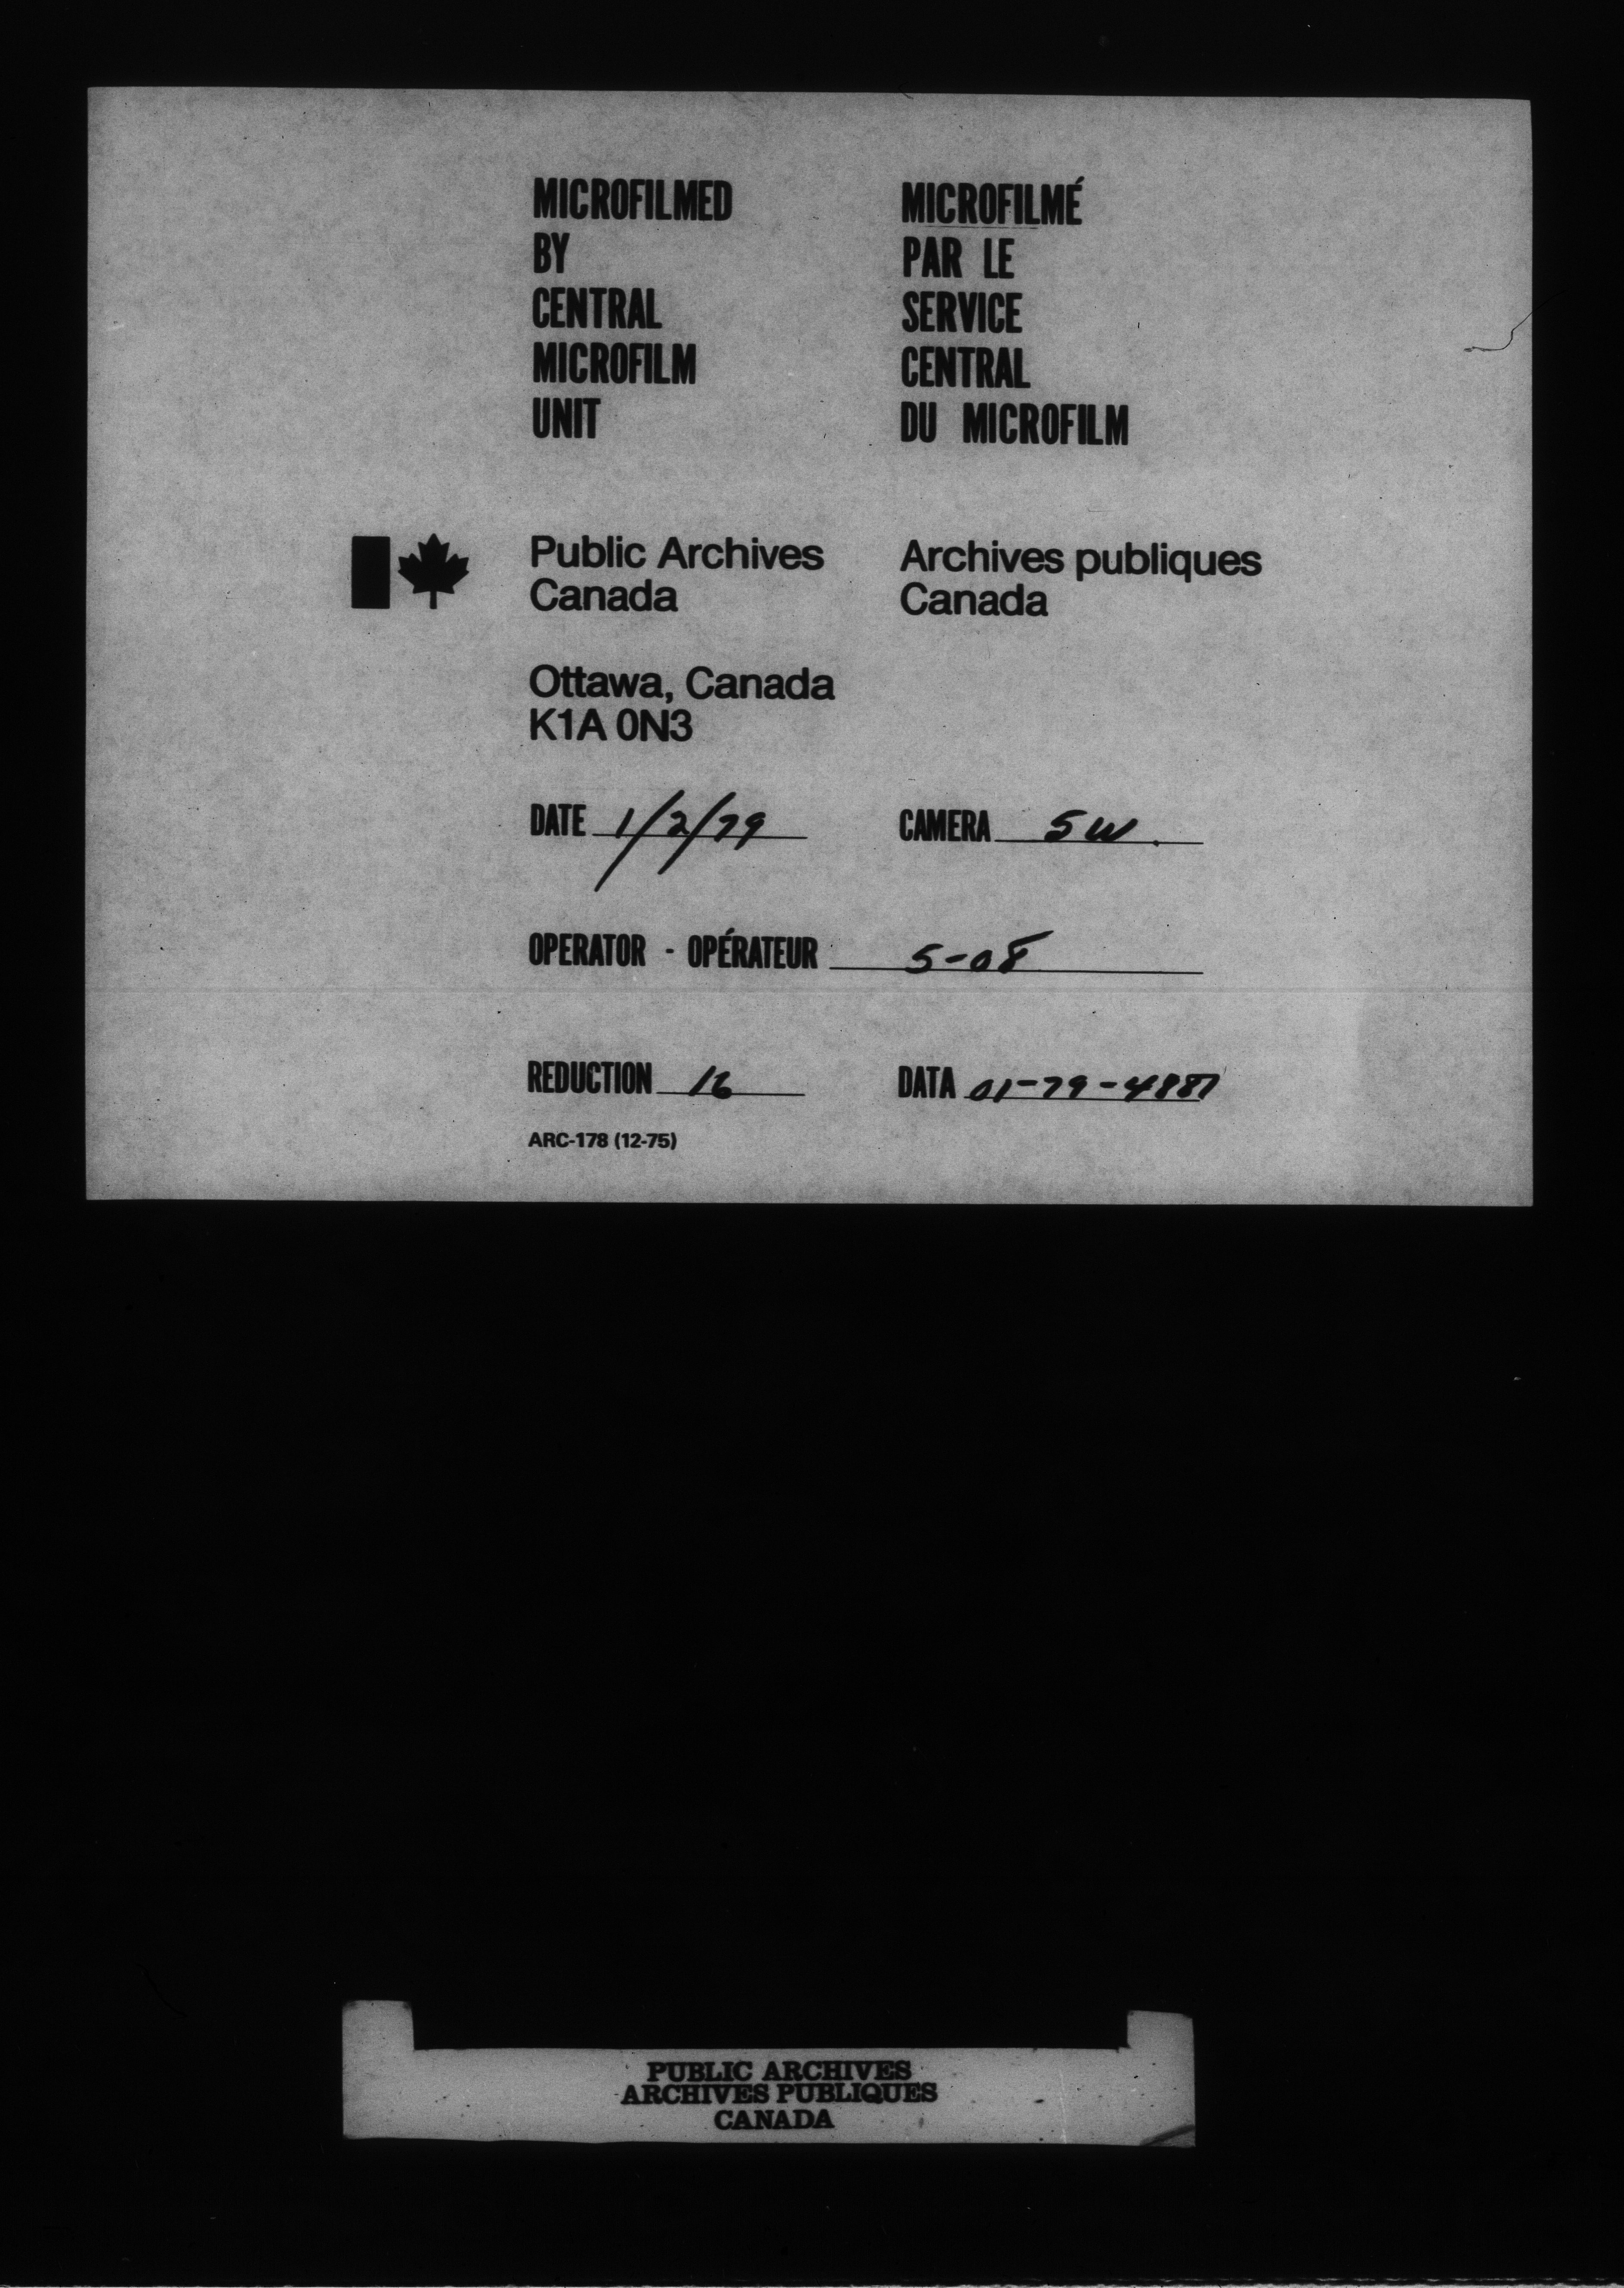 MICROFILMED
BY
CENTRAL
MICROFILM
UNIT
MICROFILMÉ
PAR LE
SERVICE
CENTRAL
DU MICROFILM
Public Archives
Canada
Archives publiques
Canada
Ottawa, Canada
K1A 0N3
DATE 1/2/79
CAMERA SW.
OPERATOR - OPÉRATEUR 5-08
REDUCTION 16
DATA 01-79-4887
ARC-178 (12-75)
PUBLIC ARCHIVES
ARCHIVES PUBLIQUES
CANADA